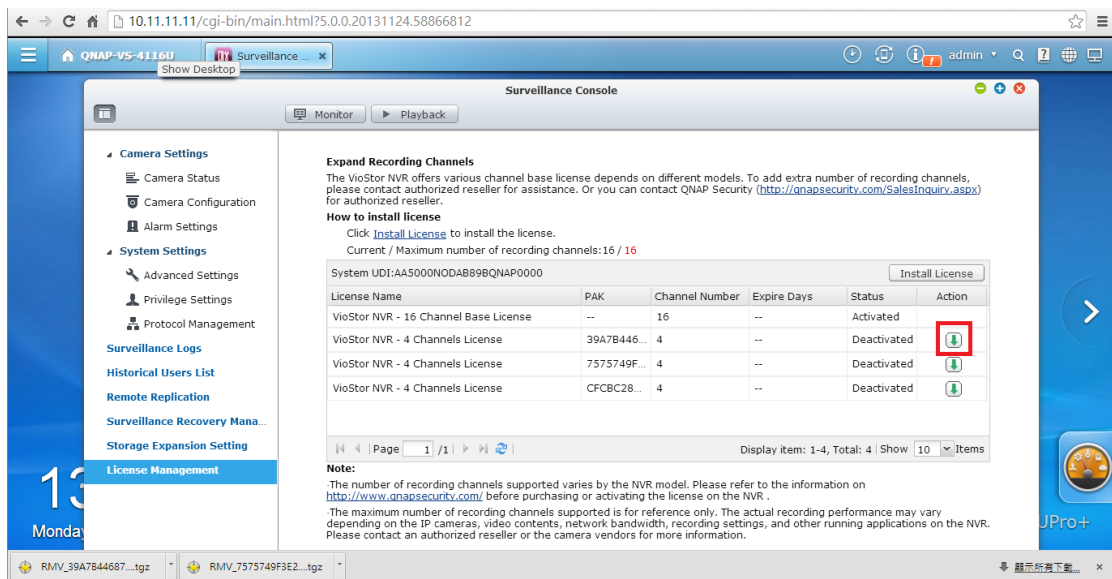 10.11.11.11/cgi-bin/main.html?5.0.0.20131124.58866812
QNAP-VS-4116U
Surveillance ...
admin
Show Desktop
Surveillance Console
Monitor
Playback
Camera Settings
Camera Status
Camera Configuration
Alarm Settings
System Settings
Advanced Settings
Privilege Settings
Protocol Management
Surveillance Logs
Historical Users List
Remote Replication
Surveillance Recovery Mana...
Storage Expansion Setting
License Management
Expand Recording Channels
The VioStor NVR offers various channel base license depends on different models. To add extra number of recording channels,
please contact authorized reseller for assistance. Or you can contact QNAP Security (http://qnapsecurity.com/SalesInquiry.aspx)
for authorized reseller.
How to install license
Click Install License to install the license.
Current / Maximum number of recording channels:16 / 16
System UDI:AA5000NODAB89BQNAP0000 Install License
License Name PAK Channel Number Expire Days Status Action
VioStor NVR - 16 Channel Base License -- 16 -- Activated
VioStor NVR - 4 Channels License 39A7B446... 4 -- Deactivated
VioStor NVR - 4 Channels License 7575749F... 4 -- Deactivated
VioStor NVR - 4 Channels License CFCBC28... 4 -- Deactivated
Page 1 /1 Display item: 1-4, Total: 4 Show 10 Items
Note:
·The number of recording channels supported varies by the NVR model. Please refer to the information on
http://www.qnapsecurity.com/ before purchasing or activating the license on the NVR .
·The maximum number of recording channels supported is for reference only. The actual recording performance may vary
depending on the IP cameras, video contents, network bandwidth, recording settings, and other running applications on the NVR.
Please contact an authorized reseller or the camera vendors for more information.
13
Monday
UPro+
RMV_39A7B44687....tgz
RMV_7575749F3E2...tgz
顯示所有下載...